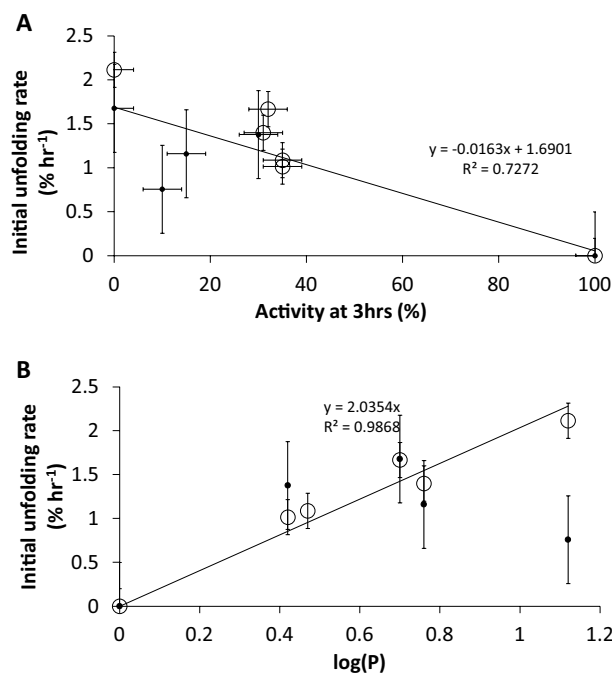 A
2.5
2
1.5
1
0.5
0
Initial unfolding rate
(% hr⁻¹)
y = -0.0163x + 1.6901
R² = 0.7272
0 20 40 60 80 100
Activity at 3hrs (%)
B
2.5
2
1.5
1
0.5
0
Initial unfolding rate
(% hr⁻¹)
y = 2.0354x
R² = 0.9868
0 0.2 0.4 0.6 0.8 1 1.2
log(P)